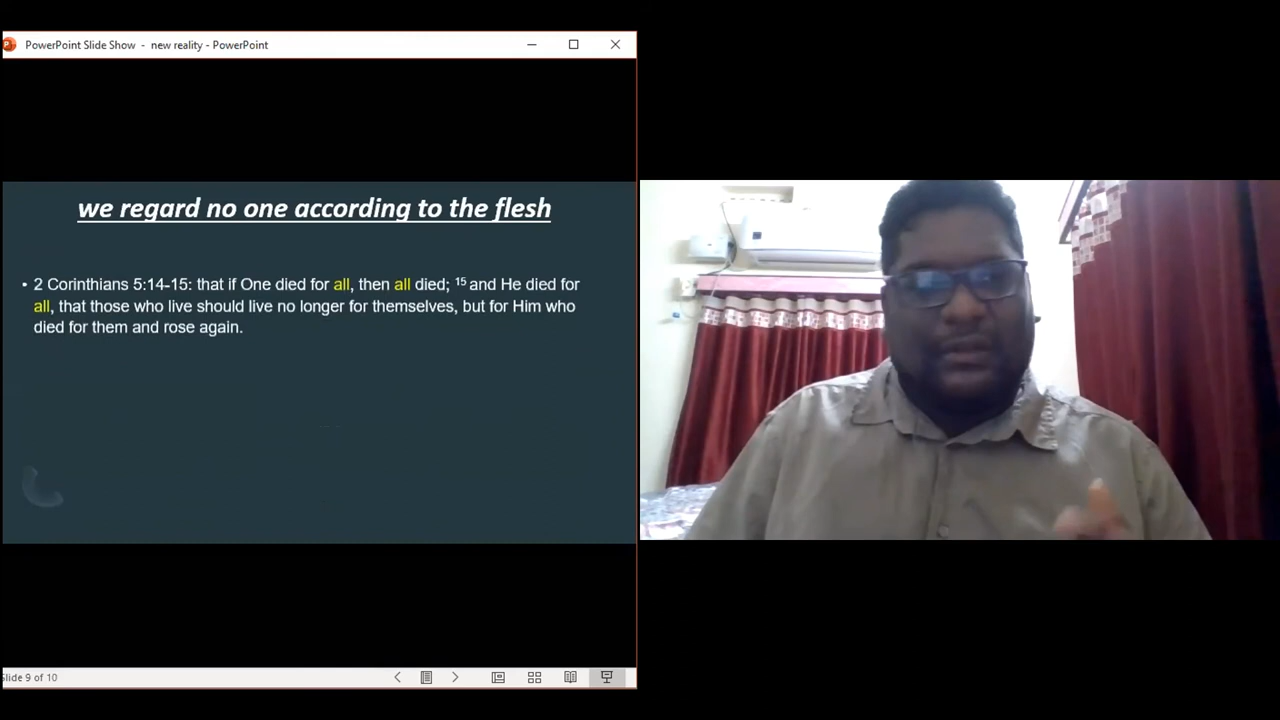 PowerPoint Slide Show - new reality - PowerPoint
we regard no one according to the flesh
• 2 Corinthians 5:14-15: that if One died for all, then all died; ¹⁵ and He died for
all, that those who live should live no longer for themselves, but for Him who
died for them and rose again.
Slide 9 of 10